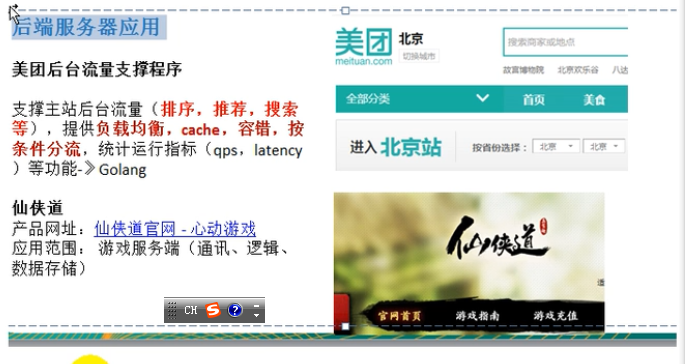 后端服务器应用
美团后台流量支撑程序
支撑主站后台流量（排序，推荐，搜索
等），提供负载均衡，cache，容错，按
条件分流，统计运行指标（qps，latency
）等功能-》Golang
仙侠道
产品网址：仙侠道官网 - 心动游戏
应用范围： 游戏服务端（通讯、逻辑、
数据存储）
美团 北京
meituan.com 切换城市
搜索商家或地点
故宫博物院 北京欢乐谷 八达
全部分类 首页 美食
进入 北京站 按省份选择： 北京 北京
仙侠道
官网首页 游戏指南 游戏充值
CH S ?